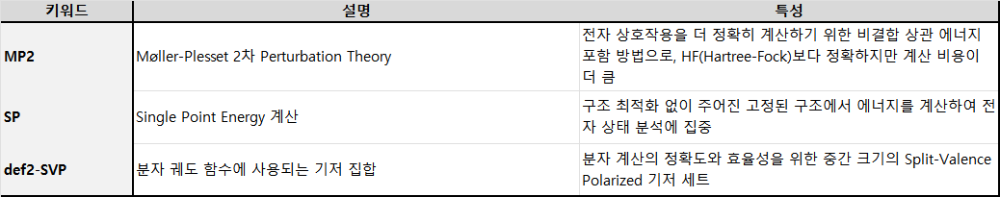 키워드 설명 특성
MP2 Møller-Plesset 2차 Perturbation Theory 전자 상호작용을 더 정확히 계산하기 위한 비결합 상관 에너지
포함 방법으로, HF(Hartree-Fock)보다 정확하지만 계산 비용이
더 큼
SP Single Point Energy 계산 구조 최적화 없이 주어진 고정된 구조에서 에너지를 계산하여 전
자 상태 분석에 집중
def2-SVP 분자 궤도 함수에 사용되는 기저 집합 분자 계산의 정확도와 효율성을 위한 중간 크기의 Split-Valence
Polarized 기저 세트